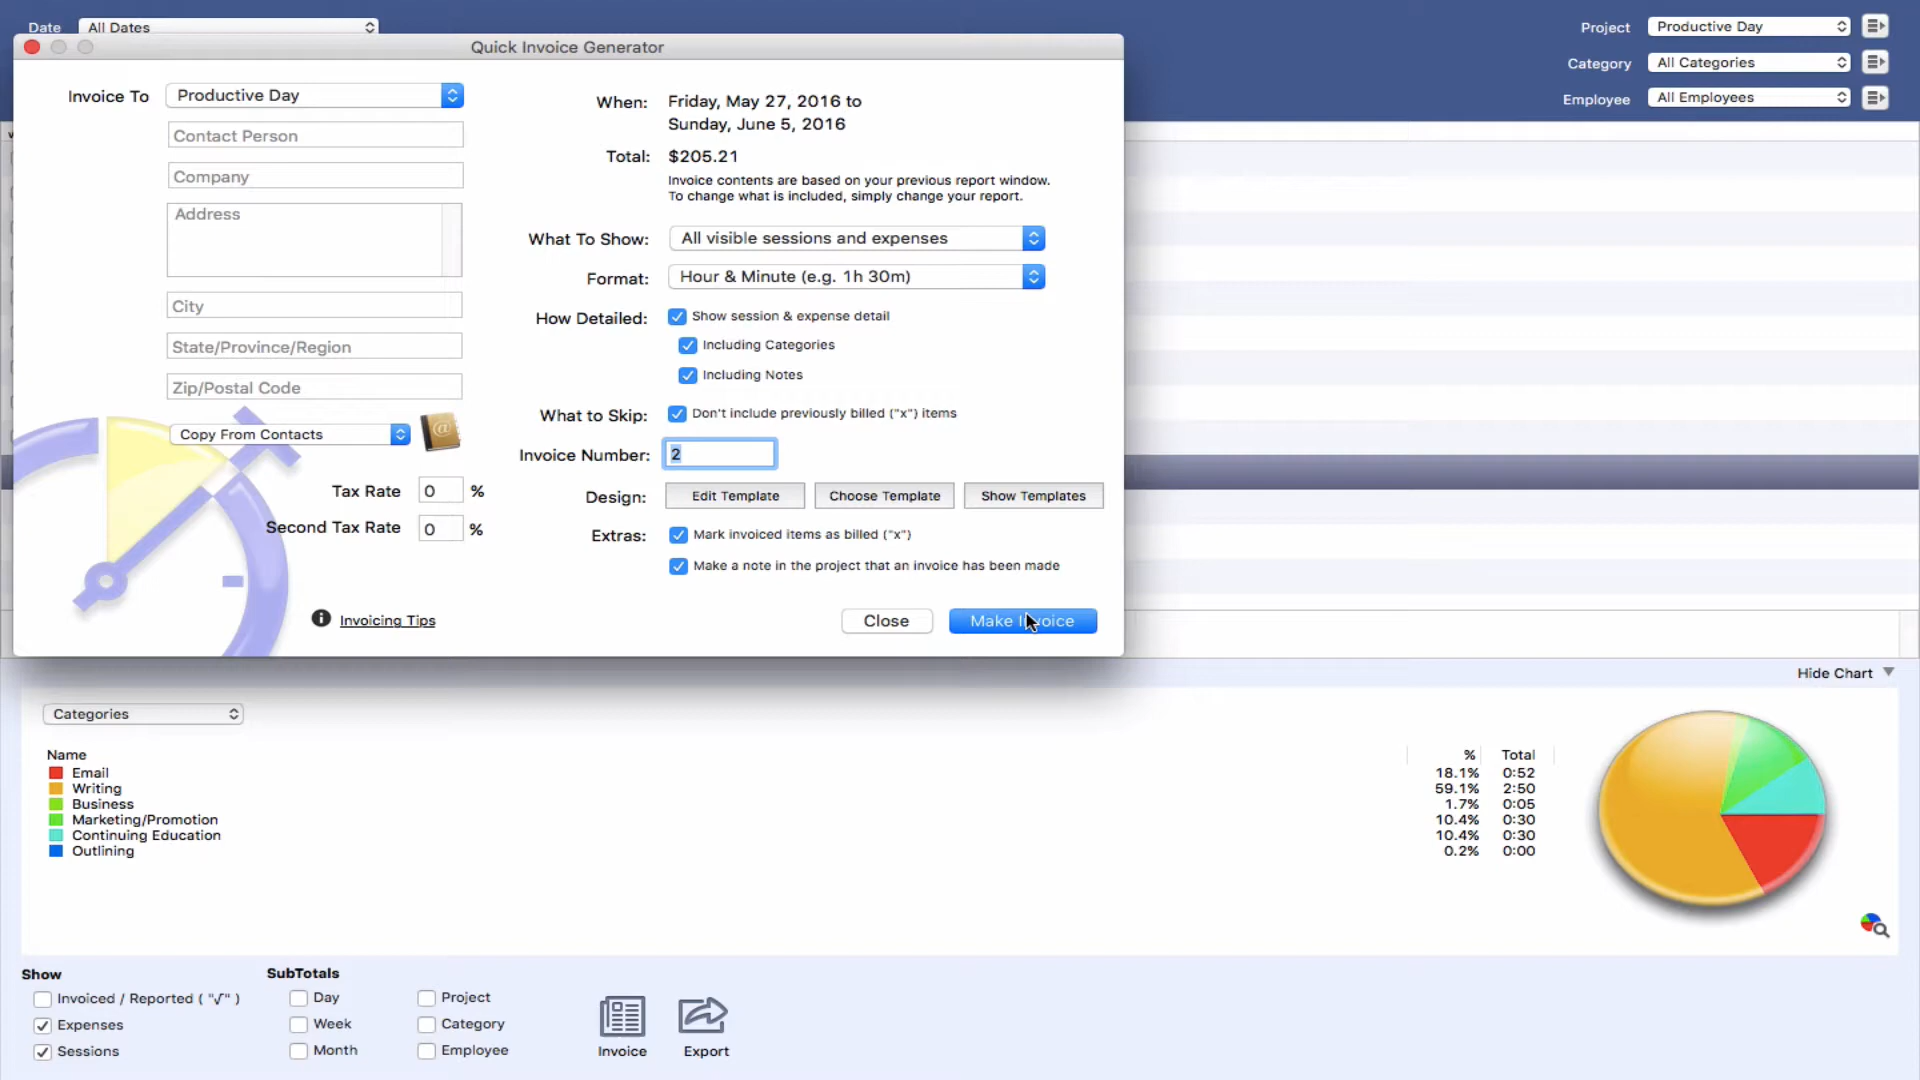 Date All Dates
Project Productive Day
Category All Categories
Employee All Employees
Quick Invoice Generator
Invoice To Productive Day
Contact Person
Company
Address
City
State/Province/Region
Zip/Postal Code
Copy From Contacts
Tax Rate 0 %
Second Tax Rate 0 %
Invoicing Tips
When: Friday, May 27, 2016 to
Sunday, June 5, 2016
Total: $205.21
Invoice contents are based on your previous report window.
To change what is included, simply change your report.
What To Show: All visible sessions and expenses
Format: Hour & Minute (e.g. 1h 30m)
How Detailed: Show session & expense detail
Including Categories
Including Notes
What to Skip: Don't include previously billed ("x") items
Invoice Number: 2
Design: Edit Template Choose Template Show Templates
Extras: Mark invoiced items as billed ("x")
Make a note in the project that an invoice has been made
Close Make Invoice
Hide Chart
Categories
Name % Total
Email 18.1% 0:52
Writing 59.1% 2:50
Business 1.7% 0:05
Marketing/Promotion 10.4% 0:30
Continuing Education 10.4% 0:30
Outlining 0.2% 0:00
Show
Invoiced / Reported ( "√" )
Expenses
Sessions
SubTotals
Day Project
Week Category
Month Employee
Invoice Export